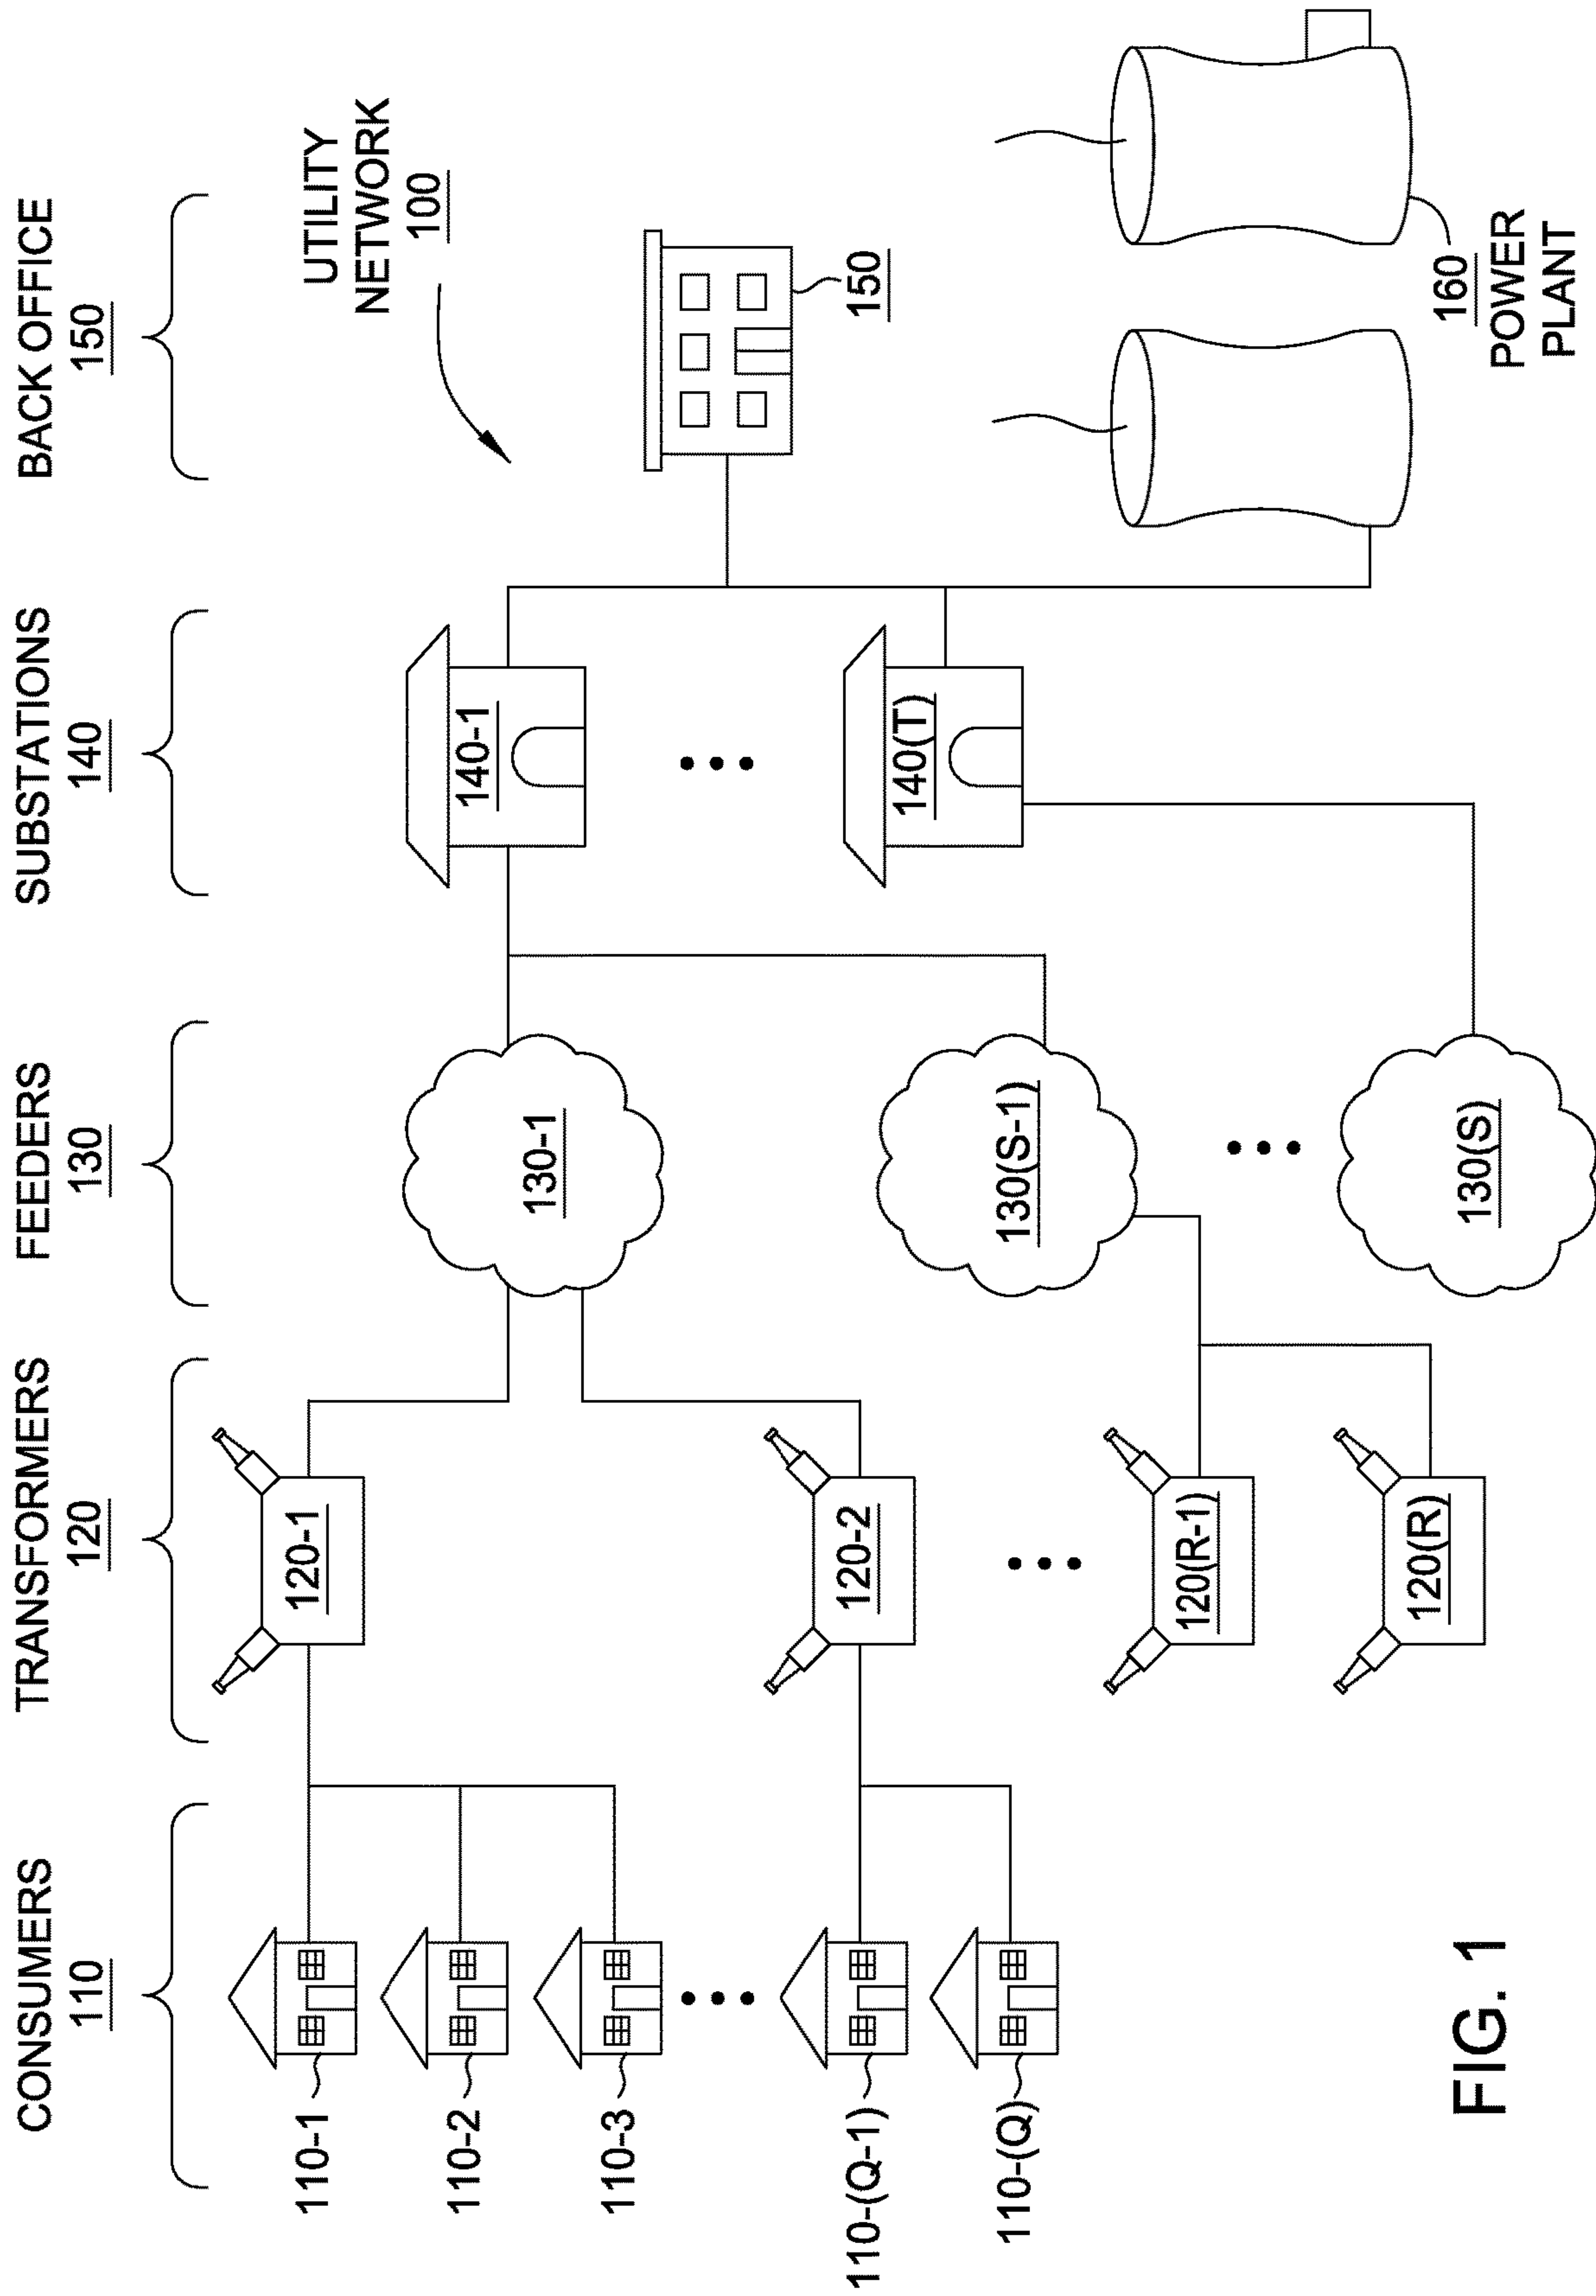 CONSUMERS
110
TRANSFORMERS
120
FEEDERS
130
SUBSTATIONS
140
BACK OFFICE
150
UTILITY
NETWORK
100
110-1
110-2
110-3
110-(Q-1)
110-(Q)
120-1
120-2
120(R-1)
120(R)
130-1
130(S-1)
130(S)
140-1
140(T)
150
160
POWER
PLANT
FIG. 1